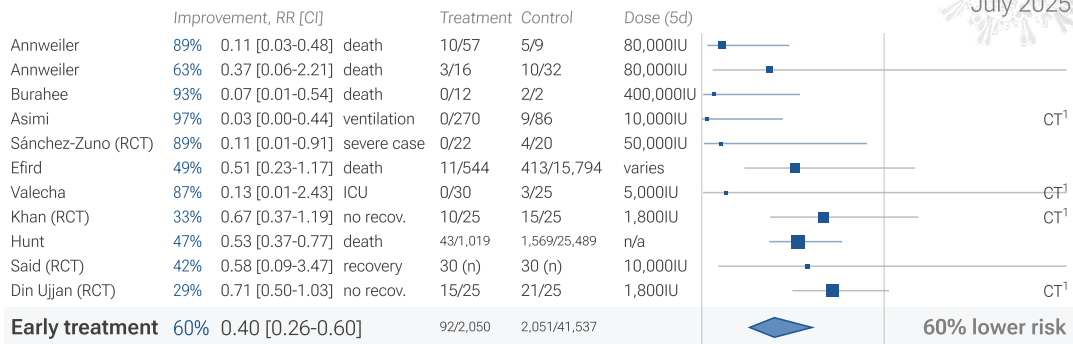 July 2025
Improvement, RR [CI] Treatment Control Dose (5d)
Annweiler 89% 0.11 [0.03-0.48] death 10/57 5/9 80,000IU
Annweiler 63% 0.37 [0.06-2.21] death 3/16 10/32 80,000IU
Burahee 93% 0.07 [0.01-0.54] death 0/12 2/2 400,000IU
Asimi 97% 0.03 [0.00-0.44] ventilation 0/270 9/86 10,000IU CT1
Sánchez-Zuno (RCT) 89% 0.11 [0.01-0.91] severe case 0/22 4/20 50,000IU
Efird 49% 0.51 [0.23-1.17] death 11/544 413/15,794 varies
Valecha 87% 0.13 [0.01-2.43] ICU 0/30 3/25 5,000IU CT1
Khan (RCT) 33% 0.67 [0.37-1.19] no recov. 10/25 15/25 1,800IU CT1
Hunt 47% 0.53 [0.37-0.77] death 43/1,019 1,569/25,489 n/a
Said (RCT) 42% 0.58 [0.09-3.47] recovery 30 (n) 30 (n) 10,000IU
Din Ujjan (RCT) 29% 0.71 [0.50-1.03] no recov. 15/25 21/25 1,800IU CT1
Early treatment 60% 0.40 [0.26-0.60] 92/2,050 2,051/41,537 60% lower risk